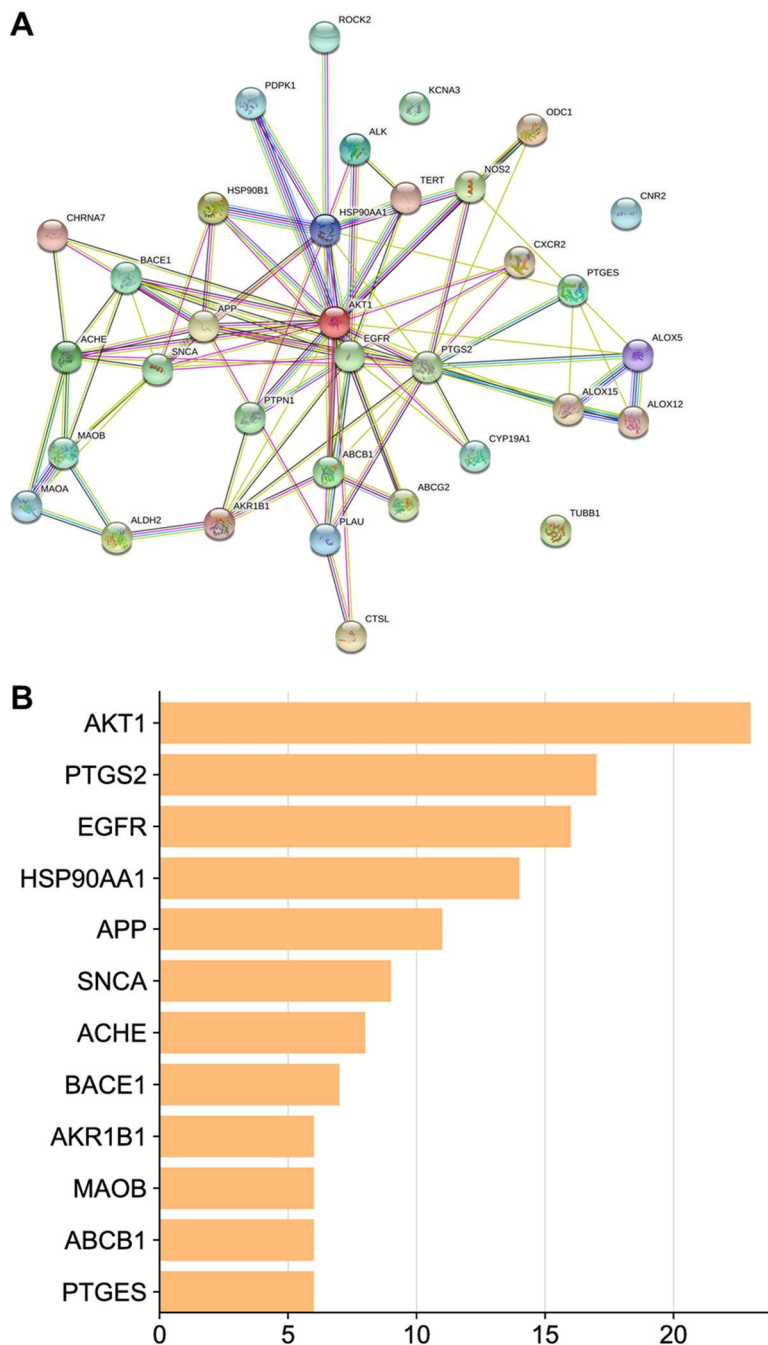 A
ROCK2
PDPK1
KCNA3
ODC1
ALK
TERT
NOS2
HSP90B1
CNR2
HSP90AA1
CHRNA7
CXCR2
BACE1
PTGES
APP
AKT1
ACHE
SNCA
EGFR
PTGS2
ALOX5
ALOX15
PTPN1
ALOX12
MAOB
ABCB1
CYP19A1
MAOA
ABCG2
AKR1B1
ALDH2
PLAU
TUBB1
CTSL
B
AKT1
PTGS2
EGFR
HSP90AA1
APP
SNCA
ACHE
BACE1
AKR1B1
MAOB
ABCB1
PTGES
0 5 10 15 20